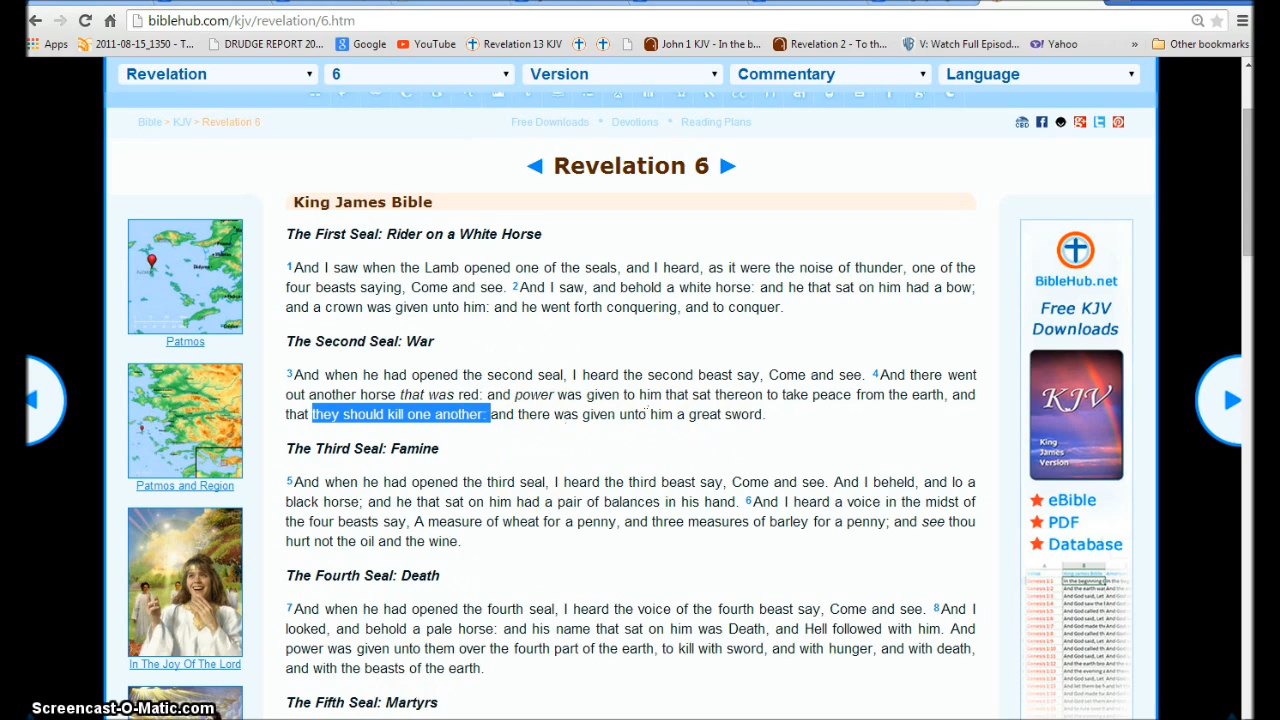 biblehub.com/kjv/revelation/6.htm
Apps 2011-08-15_1350 - T... DRUDGE REPORT 20... Google YouTube Revelation 13 KJV John 1 KJV - In the b... Revelation 2 - To th... V: Watch Full Episod... Yahoo » Other bookmarks
Revelation 6 Version Commentary Language
Bible > KJV > Revelation 6 Free Downloads * Devotions * Reading Plans
Revelation 6
King James Bible
The First Seal: Rider on a White Horse
1And I saw when the Lamb opened one of the seals, and I heard, as it were the noise of thunder, one of the
four beasts saying, Come and see. 2And I saw, and behold a white horse: and he that sat on him had a bow;
and a crown was given unto him: and he went forth conquering, and to conquer.
The Second Seal: War
3And when he had opened the second seal, I heard the second beast say, Come and see. 4And there went
out another horse that was red: and power was given to him that sat thereon to take peace from the earth, and
that they should kill one another: and there was given unto him a great sword.
The Third Seal: Famine
5And when he had opened the third seal, I heard the third beast say, Come and see. And I beheld, and lo a
black horse; and he that sat on him had a pair of balances in his hand. 6And I heard a voice in the midst of
the four beasts say, A measure of wheat for a penny, and three measures of barley for a penny; and see thou
hurt not the oil and the wine.
The Fourth Seal: Death
7And when he had opened the fourth seal, I heard the voice of the fourth beast say, Come and see. 8And I
looked, and behold a pale horse: and his name that sat on him was Death, and Hell followed with him. And
power was given unto them over the fourth part of the earth, to kill with sword, and with hunger, and with death,
and with the beasts of the earth.
The Fifth Seal: Martyrs
Patmos
Patmos and Region
In The Joy Of The Lord
BibleHub.net
Free KJV
Downloads
KJV
King
James
Version
eBible
PDF
Database
Screencast-O-Matic.com